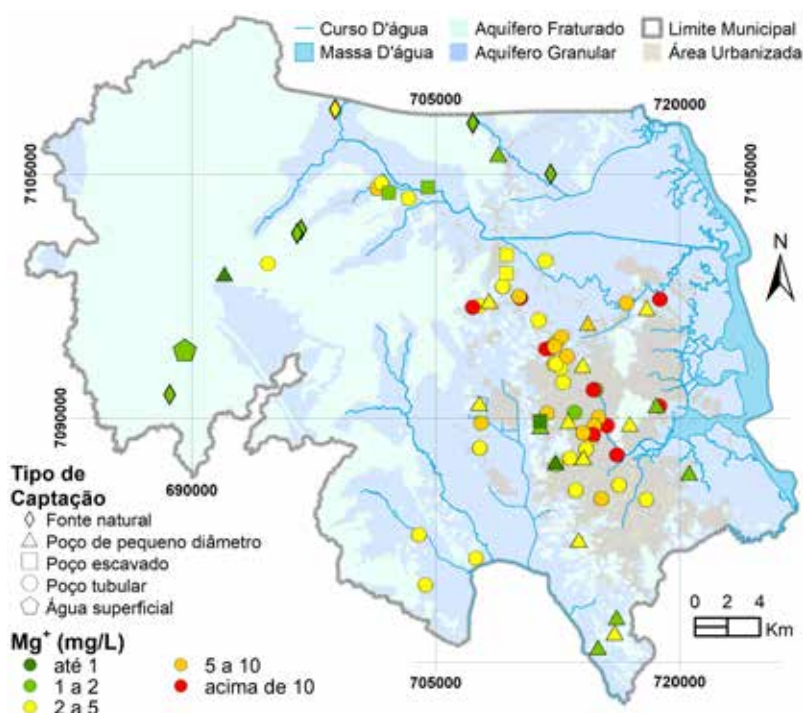 Curso D'água
Massa D'água
Aquífero Fraturado
Aquífero Granular
Limite Municipal
Área Urbanizada
705000
720000
7105000
7105000
N
7090000
7090000
690000
Tipo de
Captação
Fonte natural
Poço de pequeno diâmetro
Poço escavado
Poço tubular
Água superficial
Mg+ (mg/L)
até 1
1 a 2
2 a 5
5 a 10
acima de 10
705000
720000
0 2 4
Km